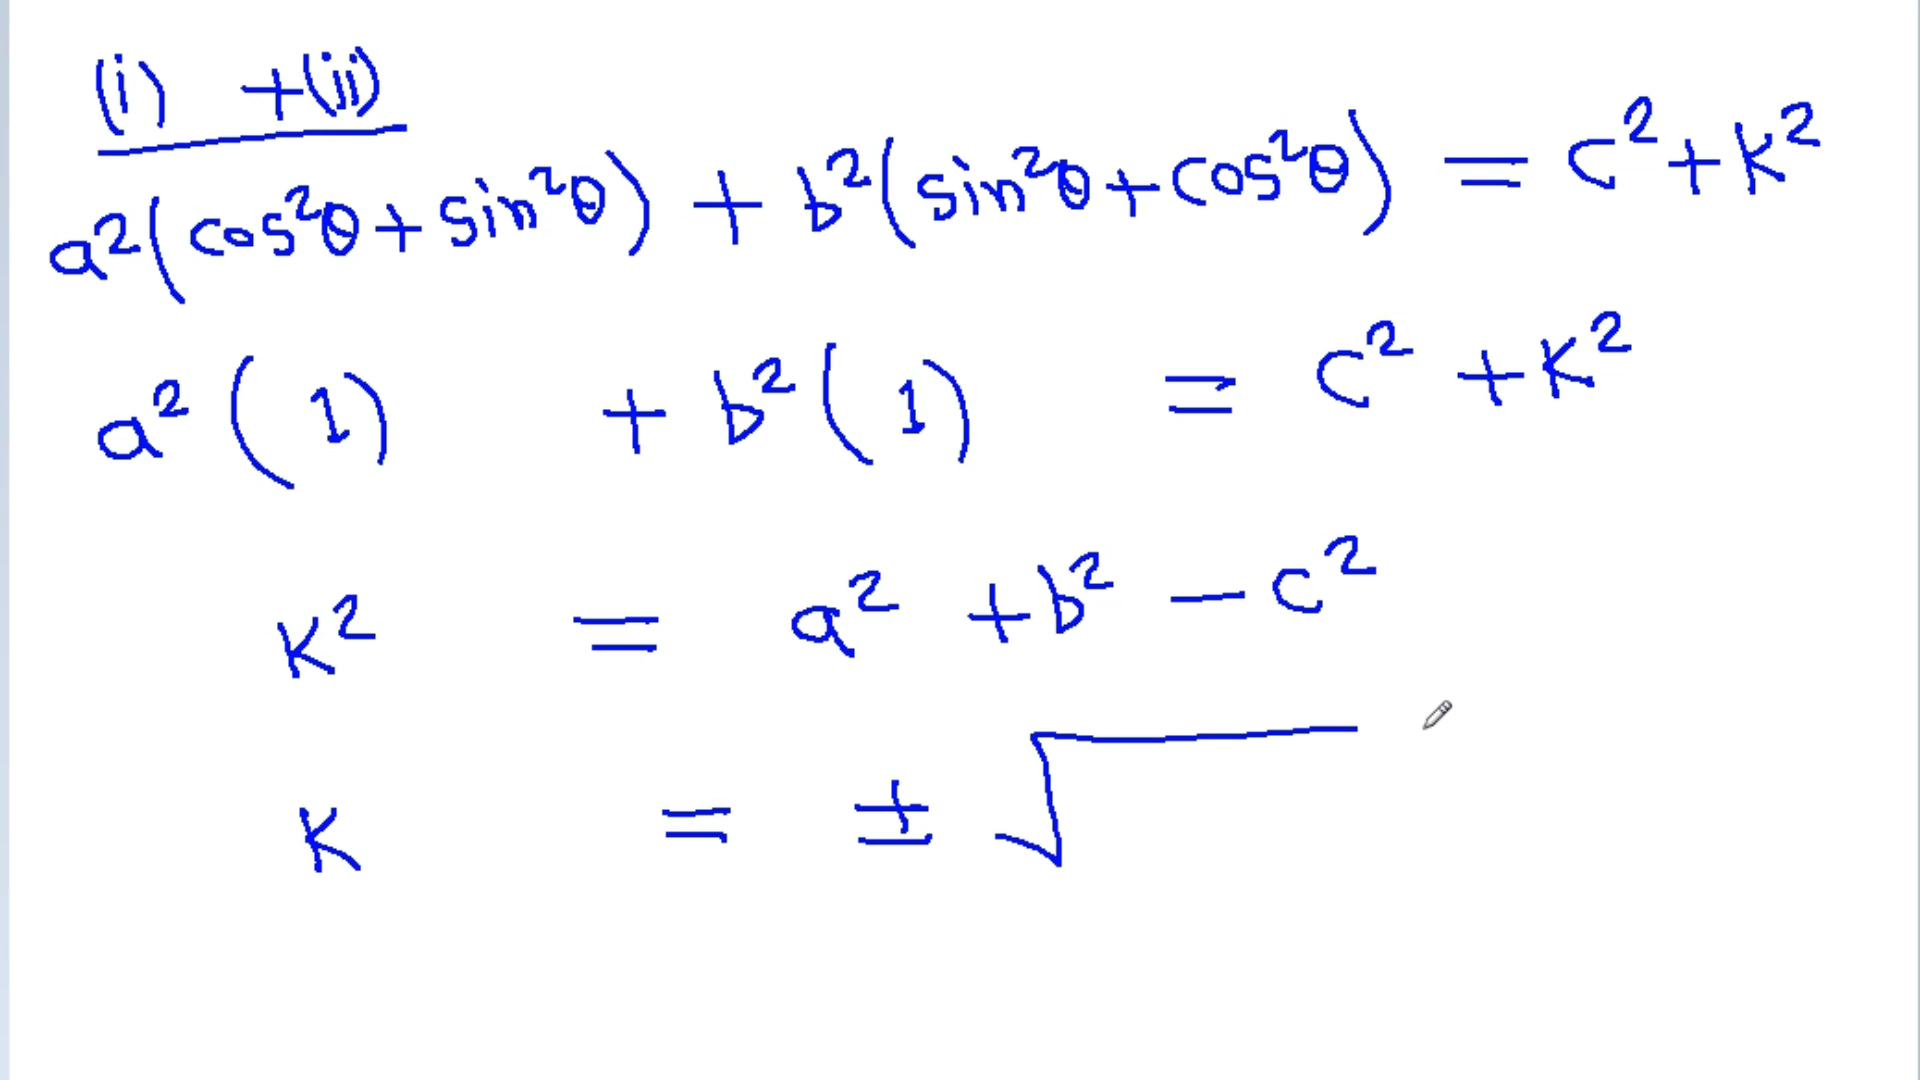 (i) +(ii)
a²(cos²θ+sin²θ) + b²(sin²θ+cos²θ) = c²+k²
a²(1) + b²(1) = c²+k²
k² = a²+b²-c²
k = ±√